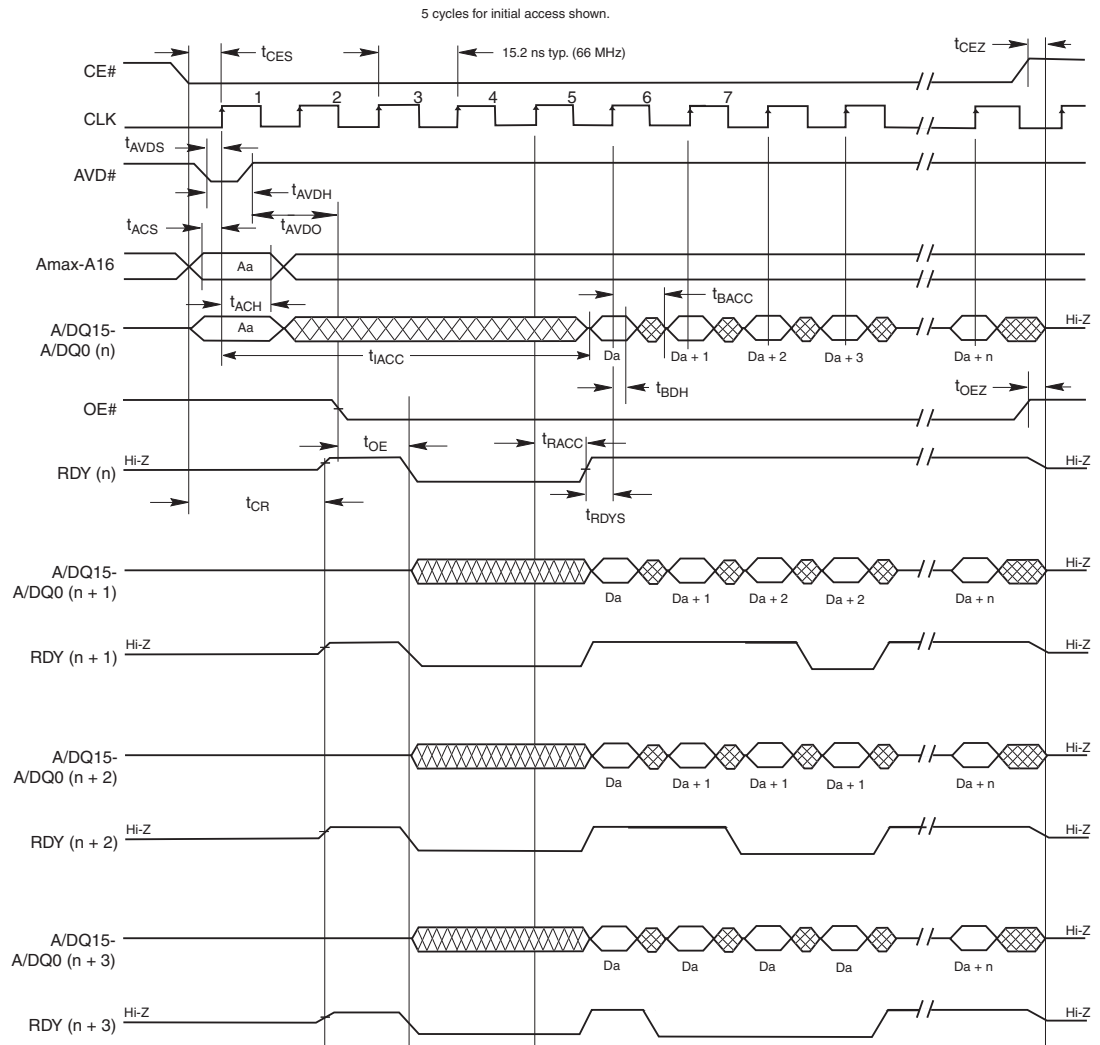 5 cycles for initial access shown.
tCES
15.2 ns typ. (66 MHz)
tCEZ
CE#
1 2 3 4 5 6 7
CLK
tAVDS
AVD#
tAVDH
tAVDO
tACS
Amax-A16
Aa
tACH
tBACC
A/DQ15-
A/DQ0 (n)
Aa
Hi-Z
tIACC
Da Da + 1 Da + 2 Da + 3 Da + n
tBDH
tOEZ
OE#
tOE
tRACC
RDY (n)
Hi-Z Hi-Z
tCR
tRDYS
A/DQ15-
A/DQ0 (n + 1)
Hi-Z
Da Da + 1 Da + 2 Da + 2 Da + n
RDY (n + 1)
Hi-Z Hi-Z
A/DQ15-
A/DQ0 (n + 2)
Hi-Z
Da Da + 1 Da + 1 Da + 1 Da + n
RDY (n + 2)
Hi-Z Hi-Z
A/DQ15-
A/DQ0 (n + 3)
Hi-Z
Da Da Da Da Da + n
RDY (n + 3)
Hi-Z Hi-Z